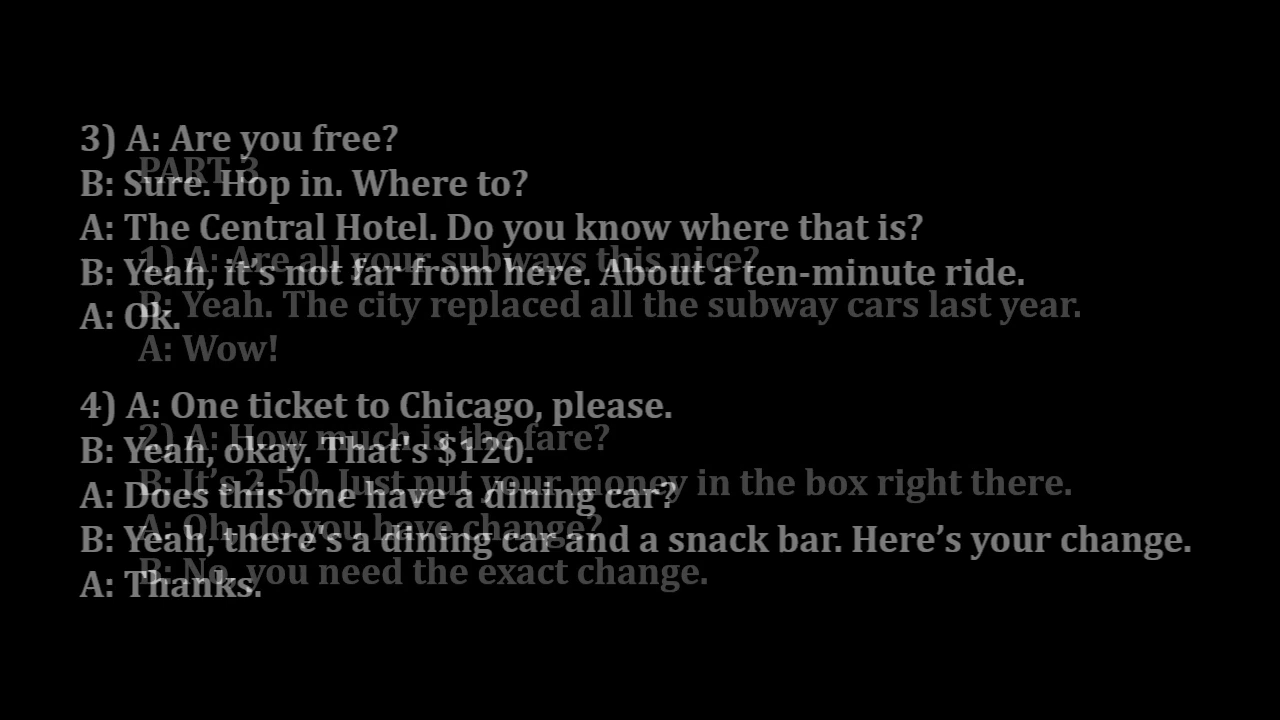 PART 3
1) A: Are all your subways this nice?
B: Yeah. The city replaced all the subway cars last year.
A: Wow!
2) A: How much is the fare?
B: It's 2.50. Just put your money in the box right there.
A: Oh, do you have change?
B: No, you need the exact change.
3) A: Are you free?
B: Sure. Hop in. Where to?
A: The Central Hotel. Do you know where that is?
B: Yeah, it’s not far from here. About a ten-minute ride.
A: Ok.
4) A: One ticket to Chicago, please.
B: Yeah, okay. That's $120.
A: Does this one have a dining car?
B: Yeah, there's a dining car and a snack bar. Here’s your change.
A: Thanks.